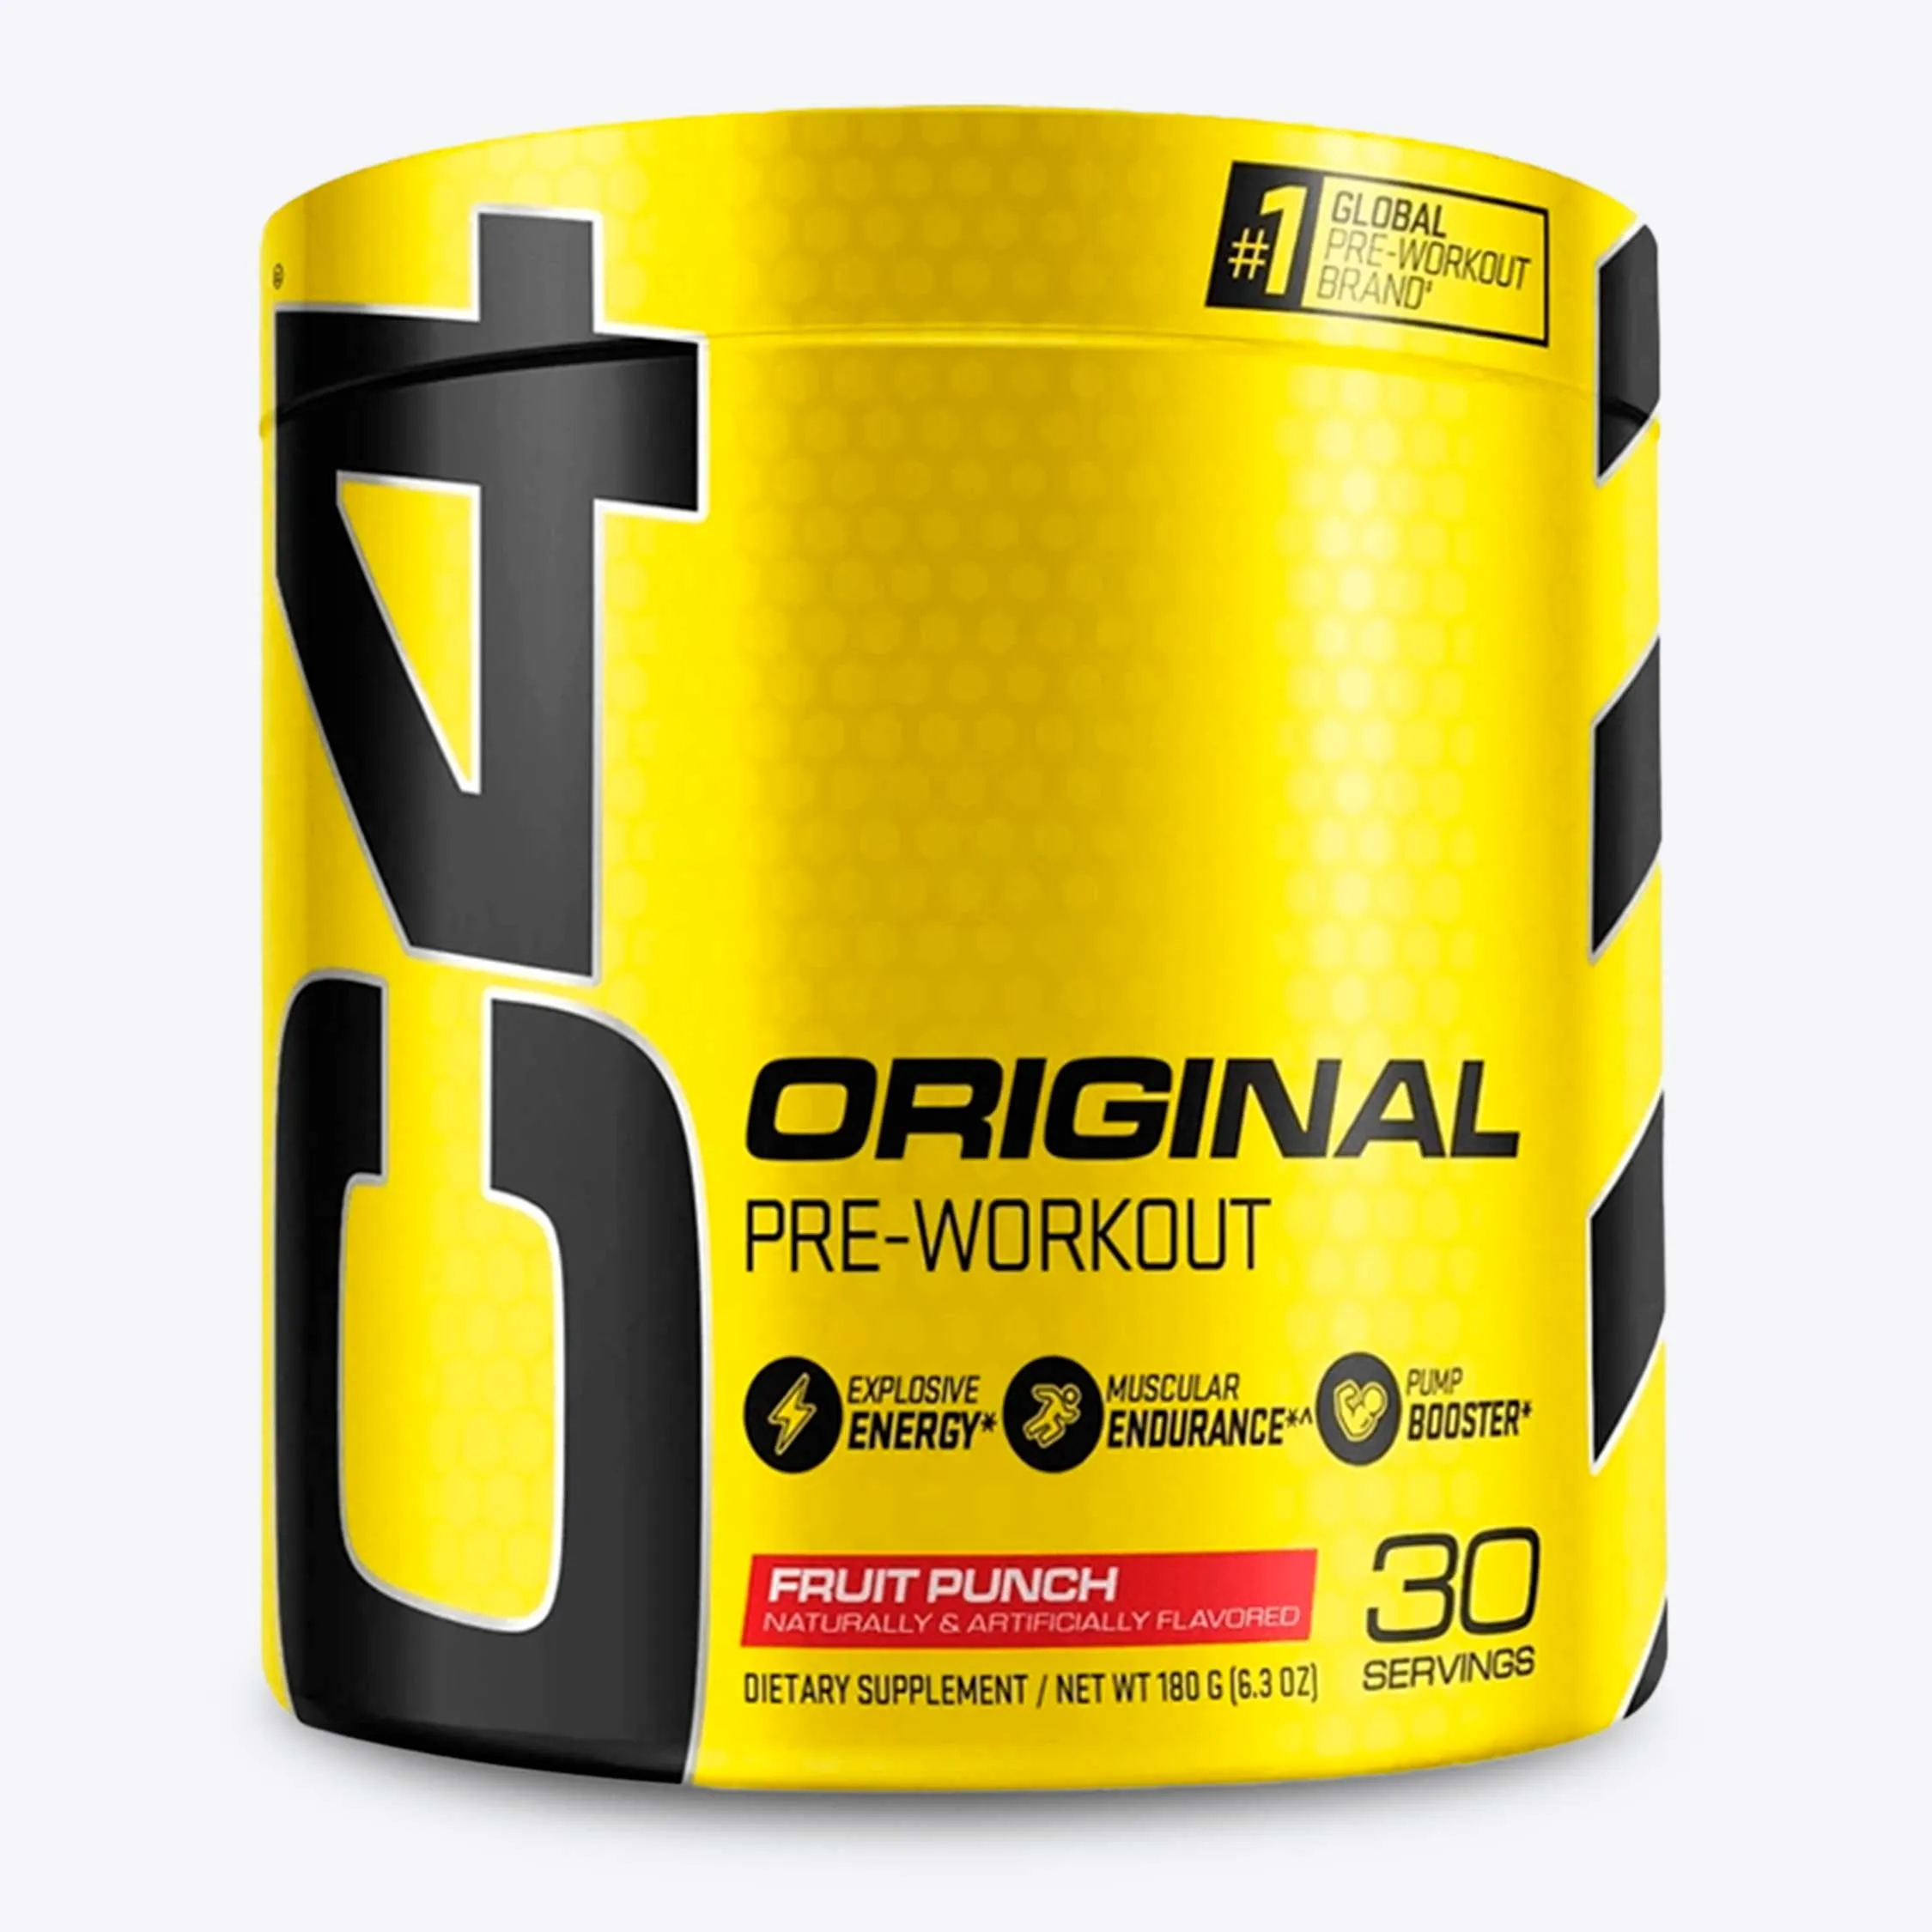 C4
®
#1
GLOBAL
PRE-WORKOUT
BRAND‡
ORIGINAL
PRE-WORKOUT
EXPLOSIVE
ENERGY*
MUSCULAR
ENDURANCE*^
PUMP
BOOSTER*
FRUIT PUNCH
NATURALLY & ARTIFICIALLY FLAVORED
30
SERVINGS
DIETARY SUPPLEMENT / NET WT 180 G (6.3 OZ)